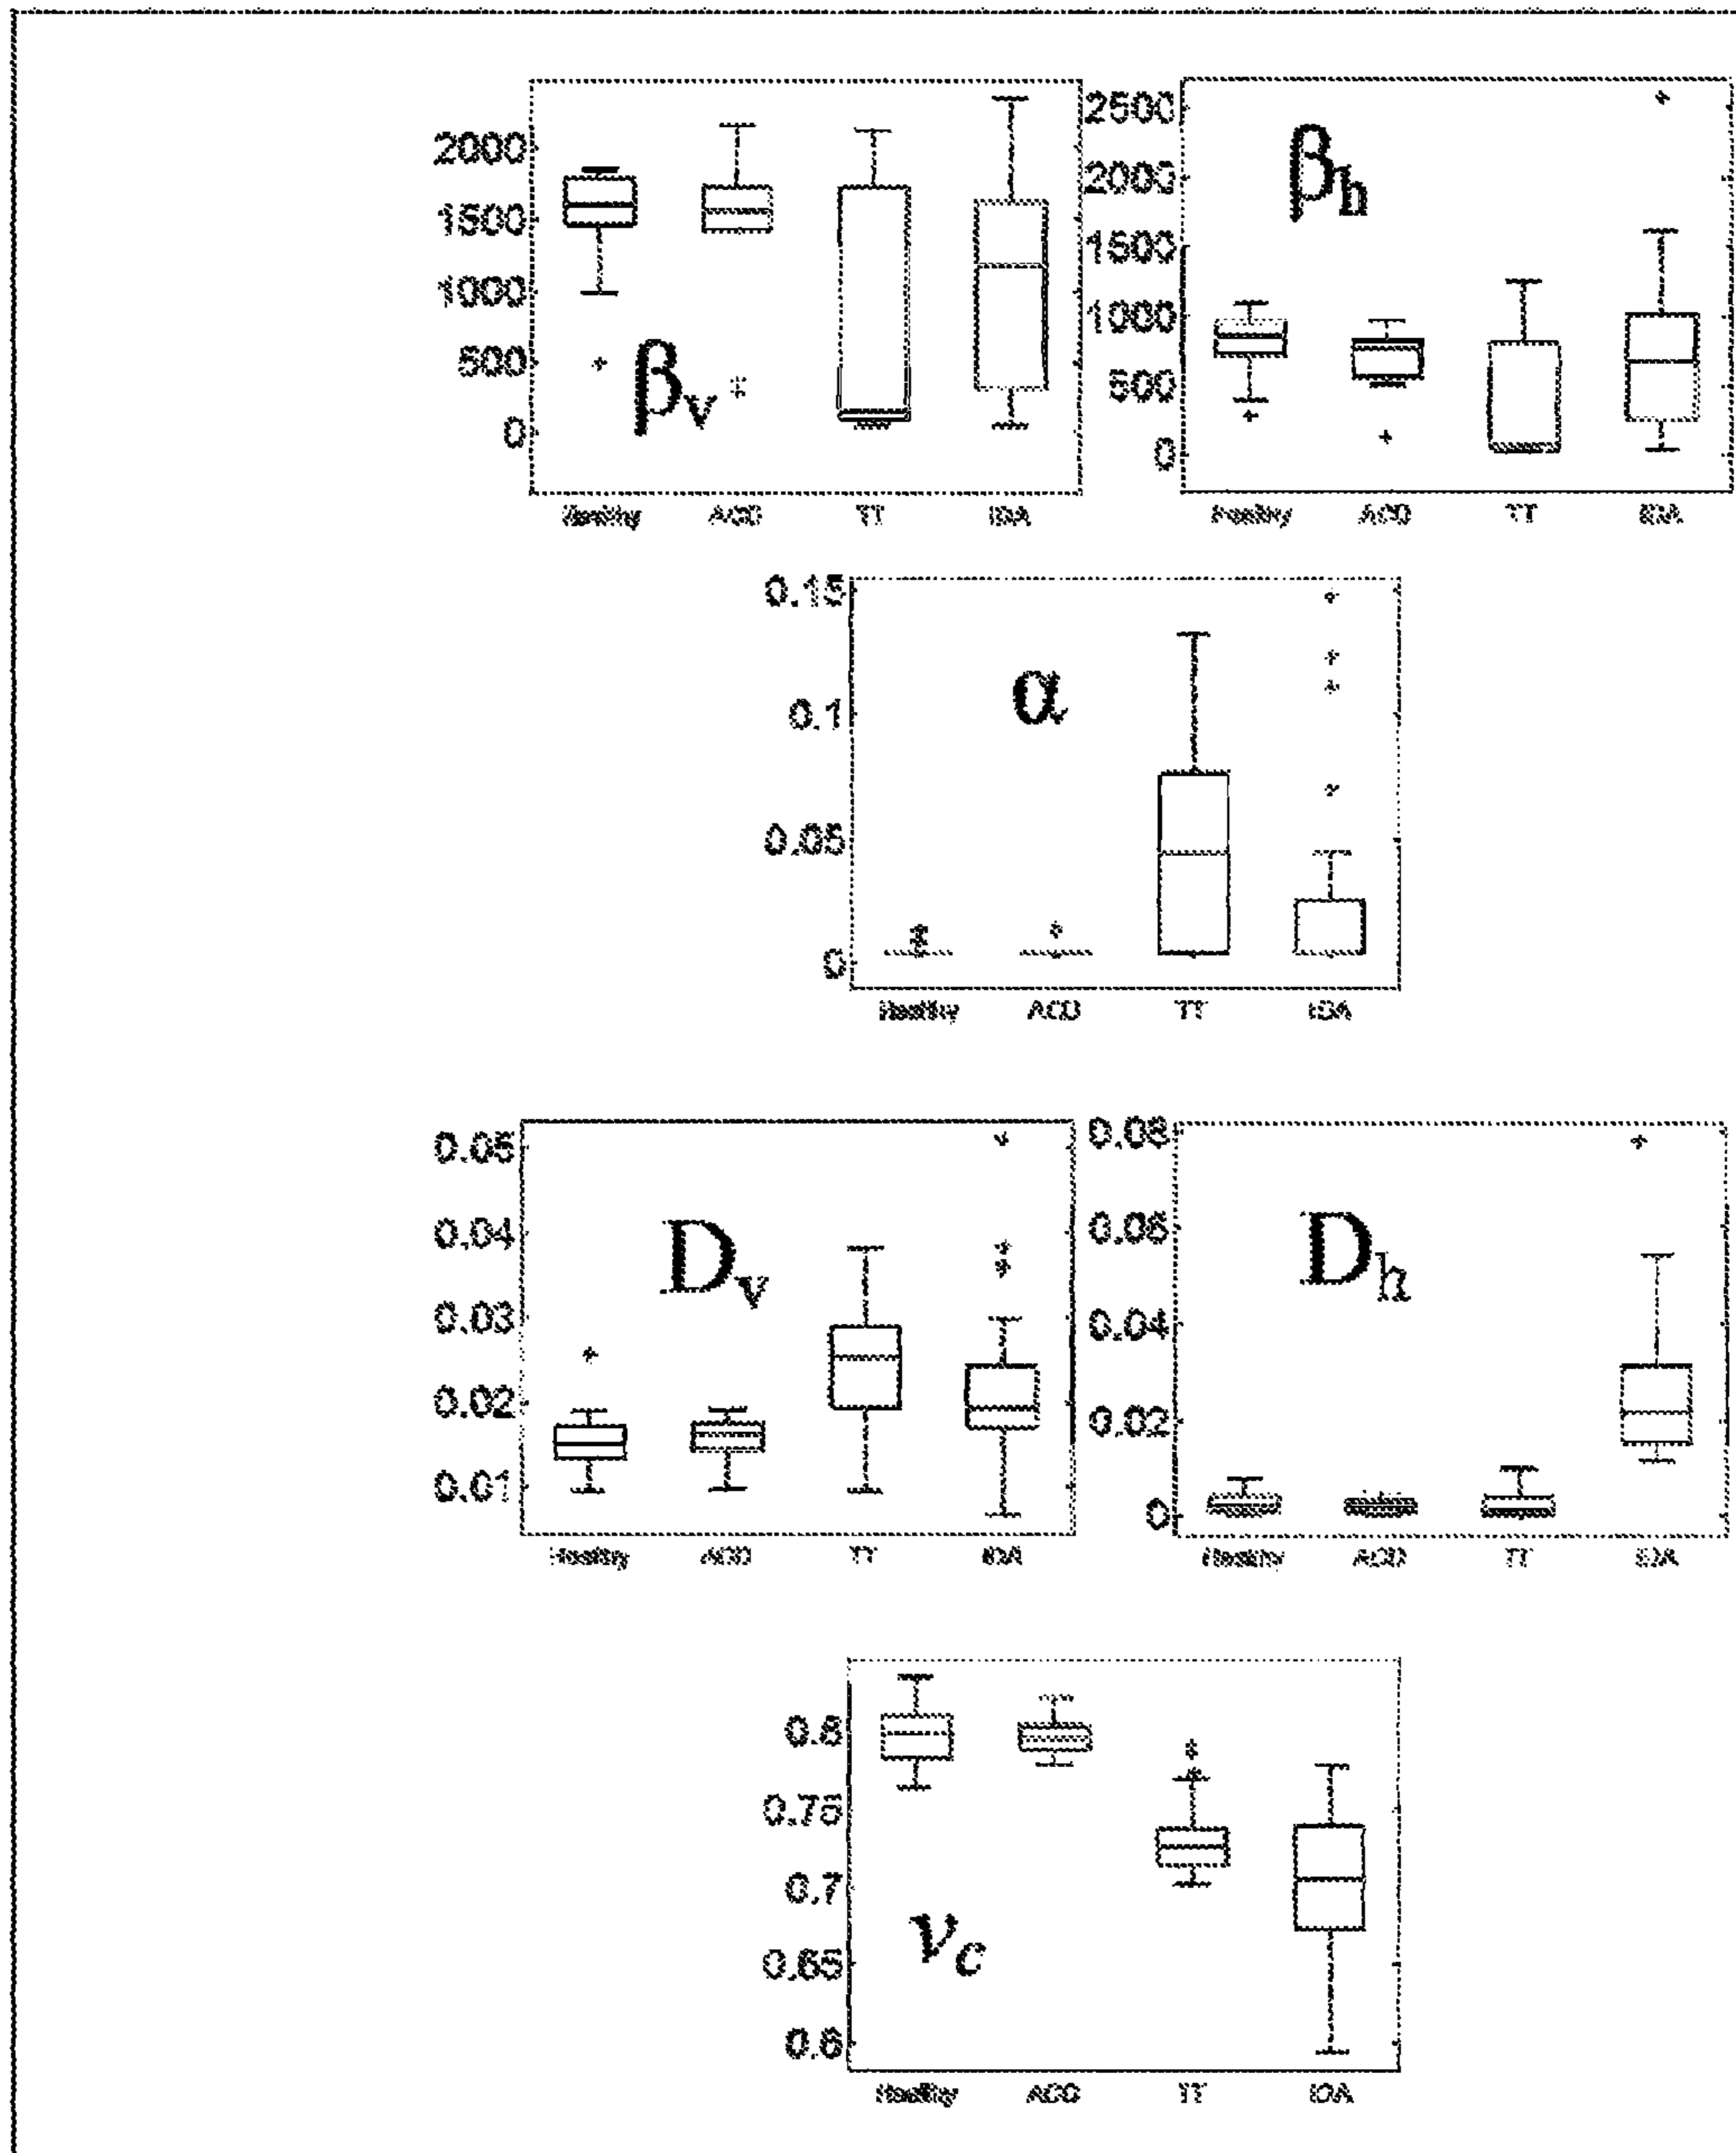 2000
1500
1000
500
0
βv
Healthy ACD TT IDA
2500
2000
1500
1000
500
0
βh
Healthy ACD TT IDA
0.15
0.1
0.05
0
α
Healthy ACD TT IDA
0.05
0.04
0.03
0.02
0.01
Dv
Healthy ACD TT IDA
0.08
0.06
0.04
0.02
0
Dh
Healthy ACD TT IDA
0.8
0.75
0.7
0.65
0.6
νc
Healthy ACD TT IDA